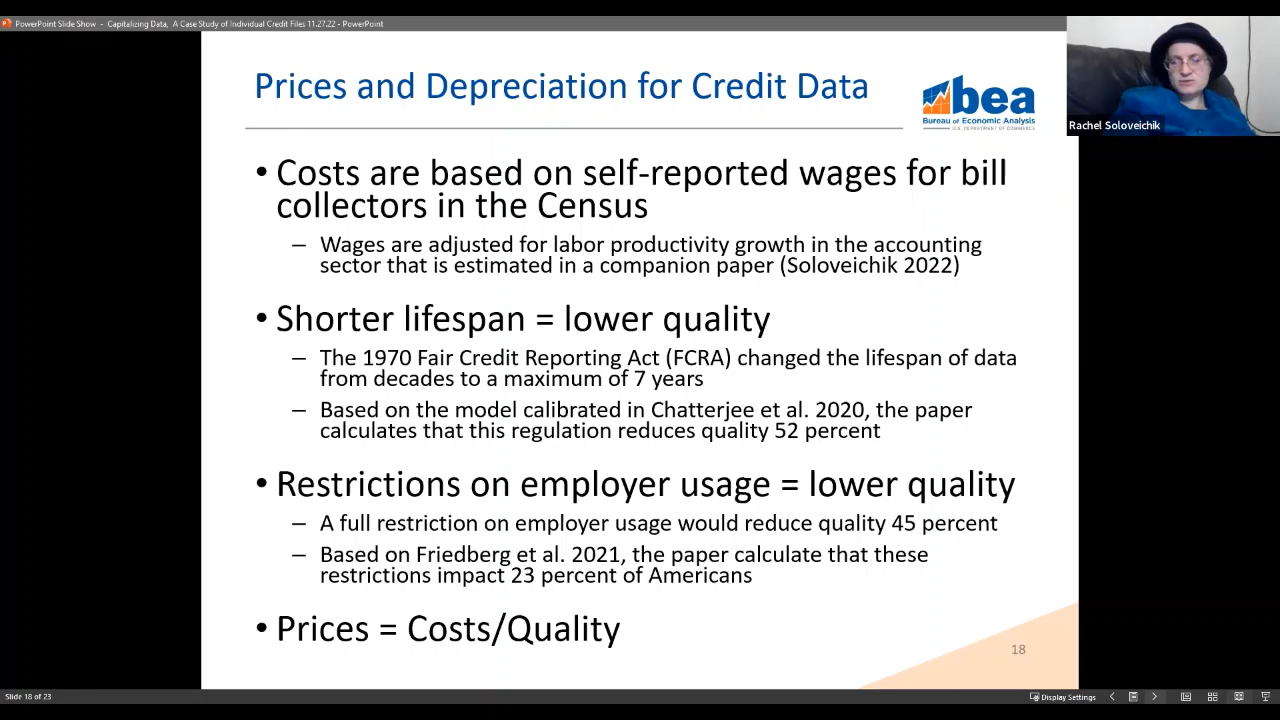 PowerPoint Slide Show - Capitalizing Data, A Case Study of Individual Credit Files 11.27.22 - PowerPoint
Prices and Depreciation for Credit Data
bea
Bureau of Economic Analysis
U.S. DEPARTMENT OF COMMERCE
Rachel Soloveichik
• Costs are based on self-reported wages for bill
collectors in the Census
– Wages are adjusted for labor productivity growth in the accounting
sector that is estimated in a companion paper (Soloveichik 2022)
• Shorter lifespan = lower quality
– The 1970 Fair Credit Reporting Act (FCRA) changed the lifespan of data
from decades to a maximum of 7 years
– Based on the model calibrated in Chatterjee et al. 2020, the paper
calculates that this regulation reduces quality 52 percent
• Restrictions on employer usage = lower quality
– A full restriction on employer usage would reduce quality 45 percent
– Based on Friedberg et al. 2021, the paper calculate that these
restrictions impact 23 percent of Americans
• Prices = Costs/Quality
18
Slide 18 of 23
Display Settings